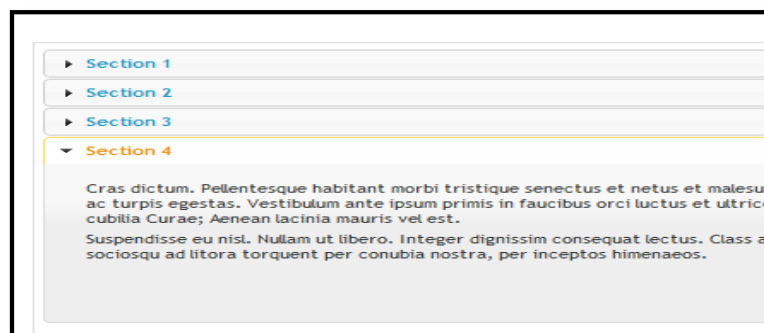 Section 1
Section 2
Section 3
Section 4
Cras dictum. Pellentesque habitant morbi tristique senectus et netus et malesu
ac turpis egestas. Vestibulum ante ipsum primis in faucibus orci luctus et ultric
cubilia Curae; Aenean lacinia mauris vel est.
Suspendisse eu nisl. Nullam ut libero. Integer dignissim consequat lectus. Class a
sociosqu ad litora torquent per conubia nostra, per inceptos himenaeos.